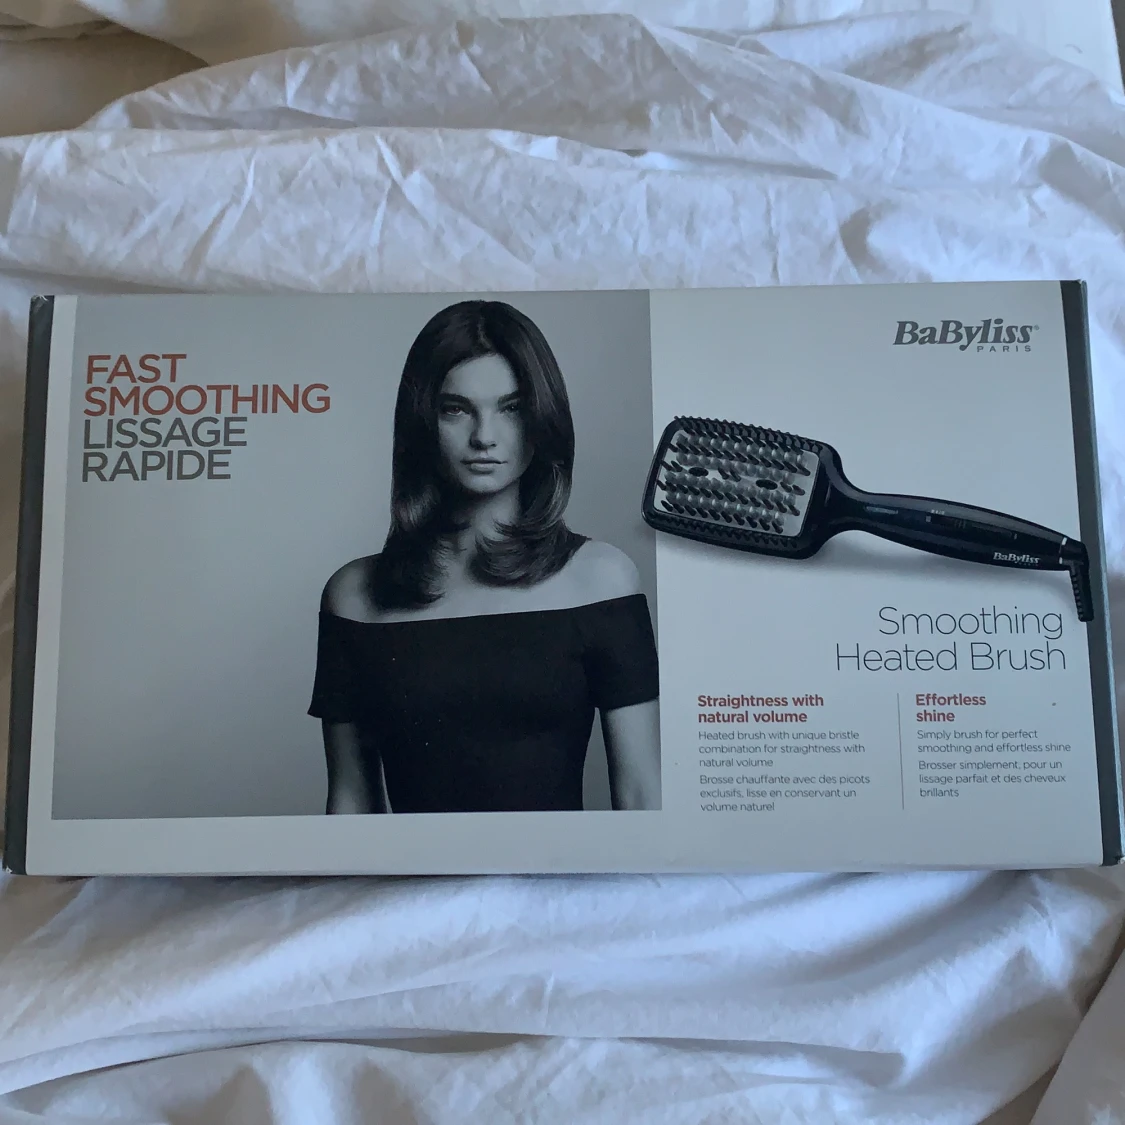 FAST
SMOOTHING
LISSAGE
RAPIDE
BaByliss®
PARIS
BaByliss
Smoothing
Heated Brush
Straightness with
natural volume
Heated brush with unique bristle
combination for straightness with
natural volume
Brosse chauffante avec des picots
exclusifs, lisse en conservant un
volume naturel
Effortless
shine
Simply brush for perfect
smoothing and effortless shine
Brosser simplement, pour un
lissage parfait et des cheveux
brillants